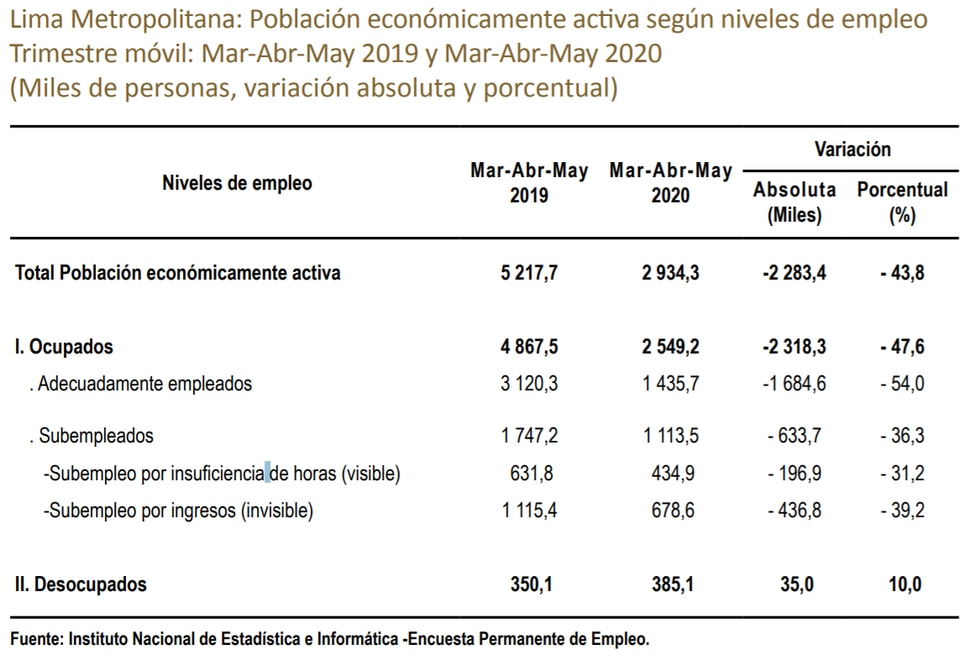 Lima Metropolitana: Población económicamente activa según niveles de empleo
Trimestre móvil: Mar-Abr-May 2019 y Mar-Abr-May 2020
(Miles de personas, variación absoluta y porcentual)
Niveles de empleo Mar-Abr-May 2019 Mar-Abr-May 2020 Variación
Absoluta (Miles) Porcentual (%)
Total Población económicamente activa 5 217,7 2 934,3 -2 283,4 - 43,8
I. Ocupados 4 867,5 2 549,2 -2 318,3 - 47,6
. Adecuadamente empleados 3 120,3 1 435,7 -1 684,6 - 54,0
. Subempleados 1 747,2 1 113,5 - 633,7 - 36,3
-Subempleo por insuficiencia de horas (visible) 631,8 434,9 - 196,9 - 31,2
-Subempleo por ingresos (invisible) 1 115,4 678,6 - 436,8 - 39,2
II. Desocupados 350,1 385,1 35,0 10,0
Fuente: Instituto Nacional de Estadística e Informática -Encuesta Permanente de Empleo.